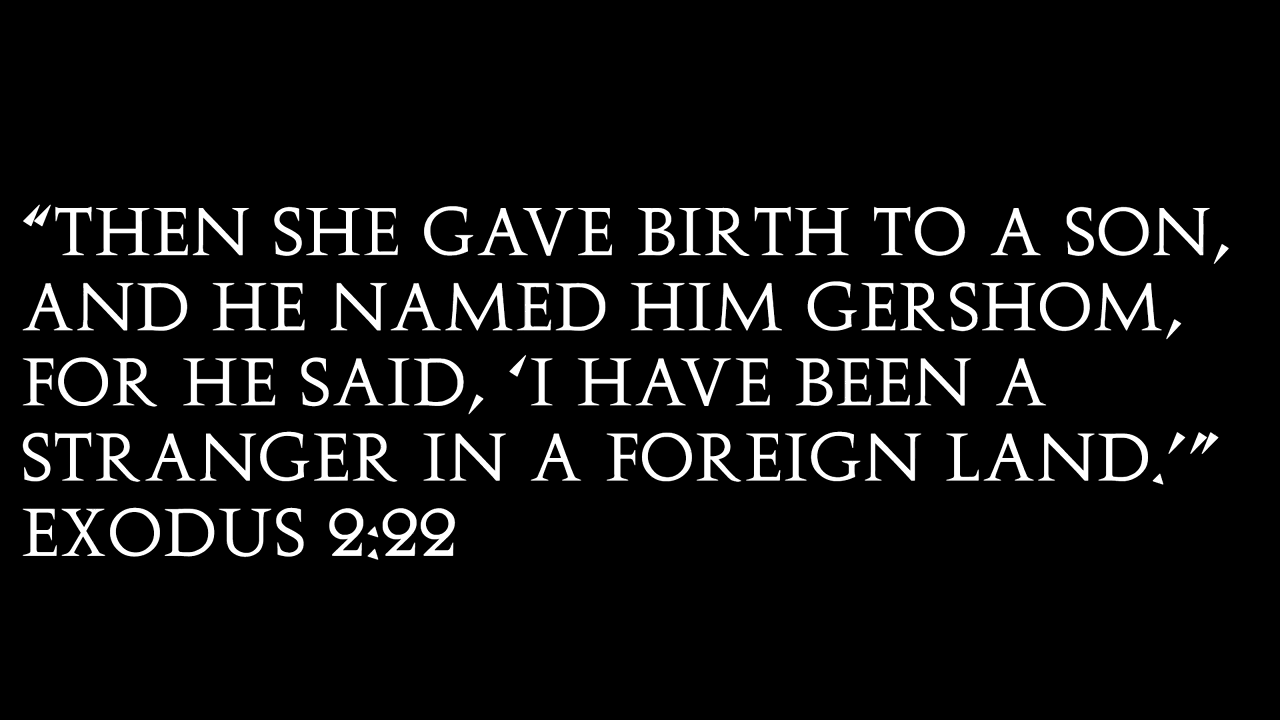 “THEN SHE GAVE BIRTH TO A SON,
AND HE NAMED HIM GERSHOM,
FOR HE SAID, ‘I HAVE BEEN A
STRANGER IN A FOREIGN LAND.’”
EXODUS 2:22